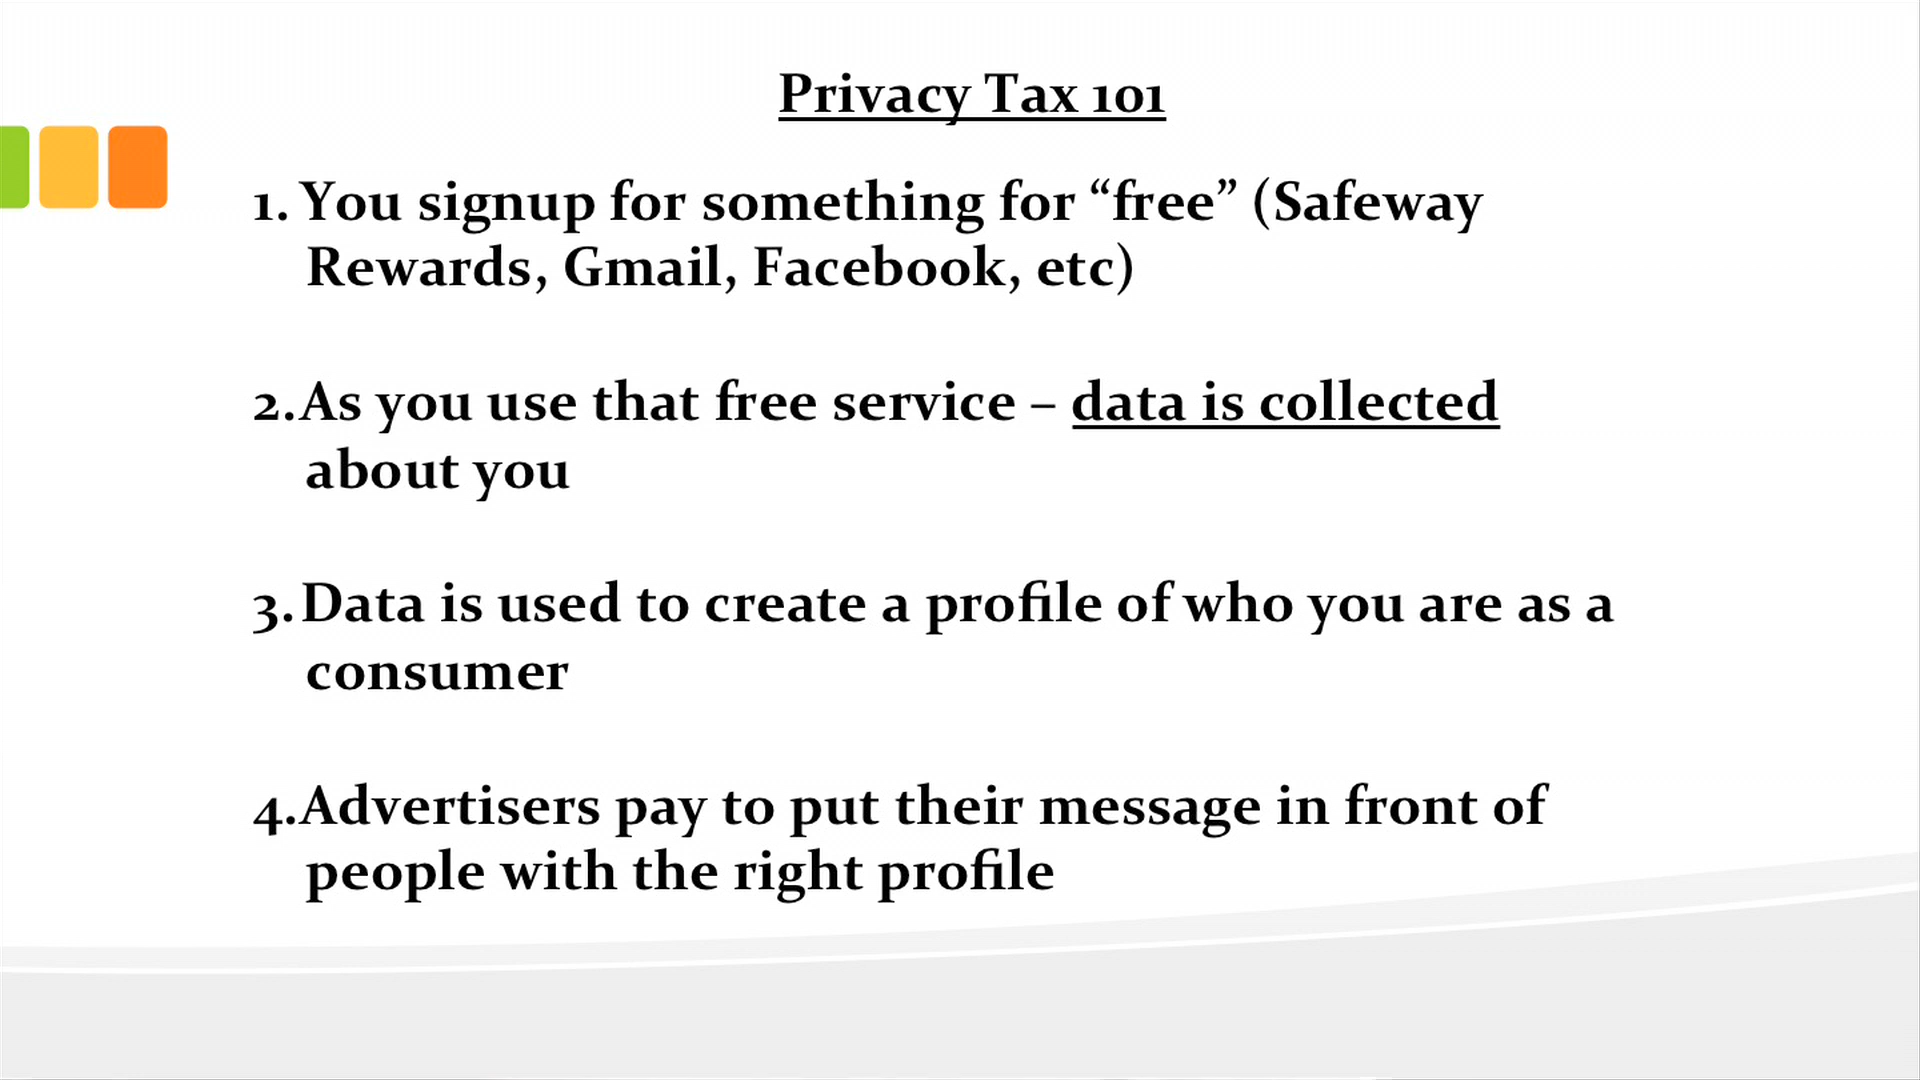 Privacy Tax 101
1. You signup for something for “free” (Safeway
Rewards, Gmail, Facebook, etc)
2. As you use that free service – data is collected
about you
3. Data is used to create a profile of who you are as a
consumer
4. Advertisers pay to put their message in front of
people with the right profile